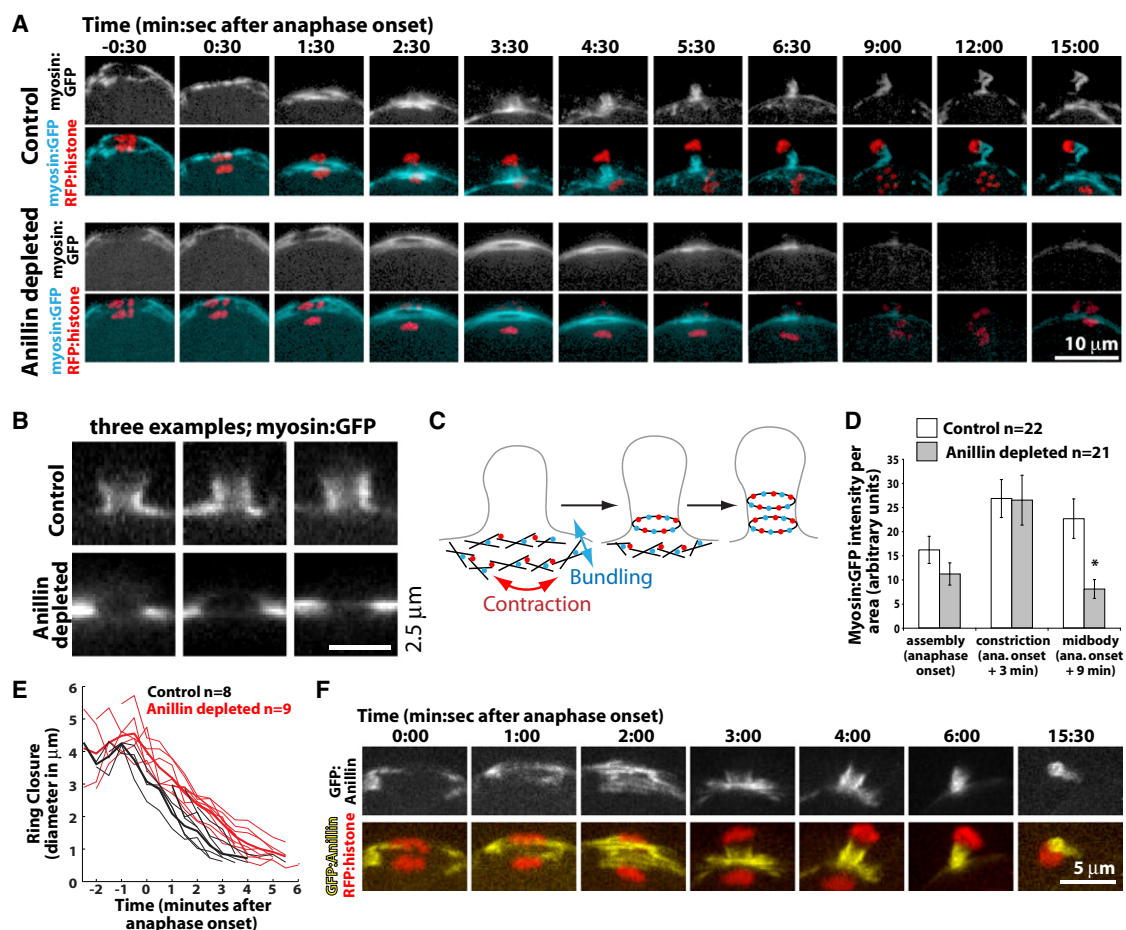 A
Time (min:sec after anaphase onset)
-0:30 0:30 1:30 2:30 3:30 4:30 5:30 6:30 9:00 12:00 15:00
Control
myosin:
GFP
myosin:GFP
RFP:histone
Anillin depleted
myosin:
GFP
myosin:GFP
RFP:histone
10 μm
B
three examples; myosin:GFP
Control
Anillin
depleted
2.5 μm
C
Bundling
Contraction
D
Control n=22
Anillin depleted n=21
Myosin:GFP intensity per
area (arbitrary units)
35
30
25
20
15
10
5
0
*
assembly
(anaphase
onset)
constriction
(ana. onset
+ 3 min)
midbody
(ana. onset
+ 9 min)
E
Control n=8
Anillin depleted n=9
Ring Closure
(diameter in μm)
6
5
4
3
2
1
0
-2 -1 0 1 2 3 4 5 6
Time (minutes after
anaphase onset)
F
Time (min:sec after anaphase onset)
0:00 1:00 2:00 3:00 4:00 6:00 15:30
GFP:
Anillin
GFP:Anillin
RFP:histone
5 μm